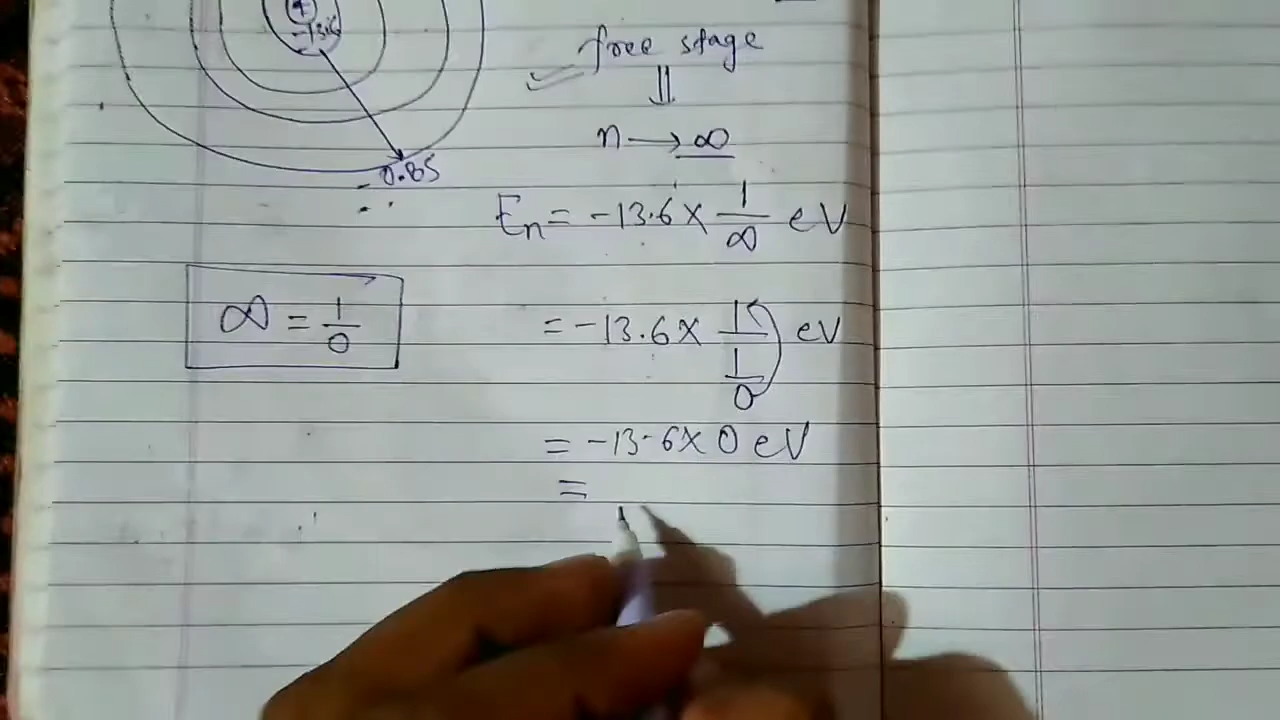 +
-13.6
0.85
free stage
⇓
n → ∞
En = -13.6 × 1/∞ eV
∞ = 1/0
= -13.6 × 1/(1/0) eV
= -13.6 × 0 eV
=